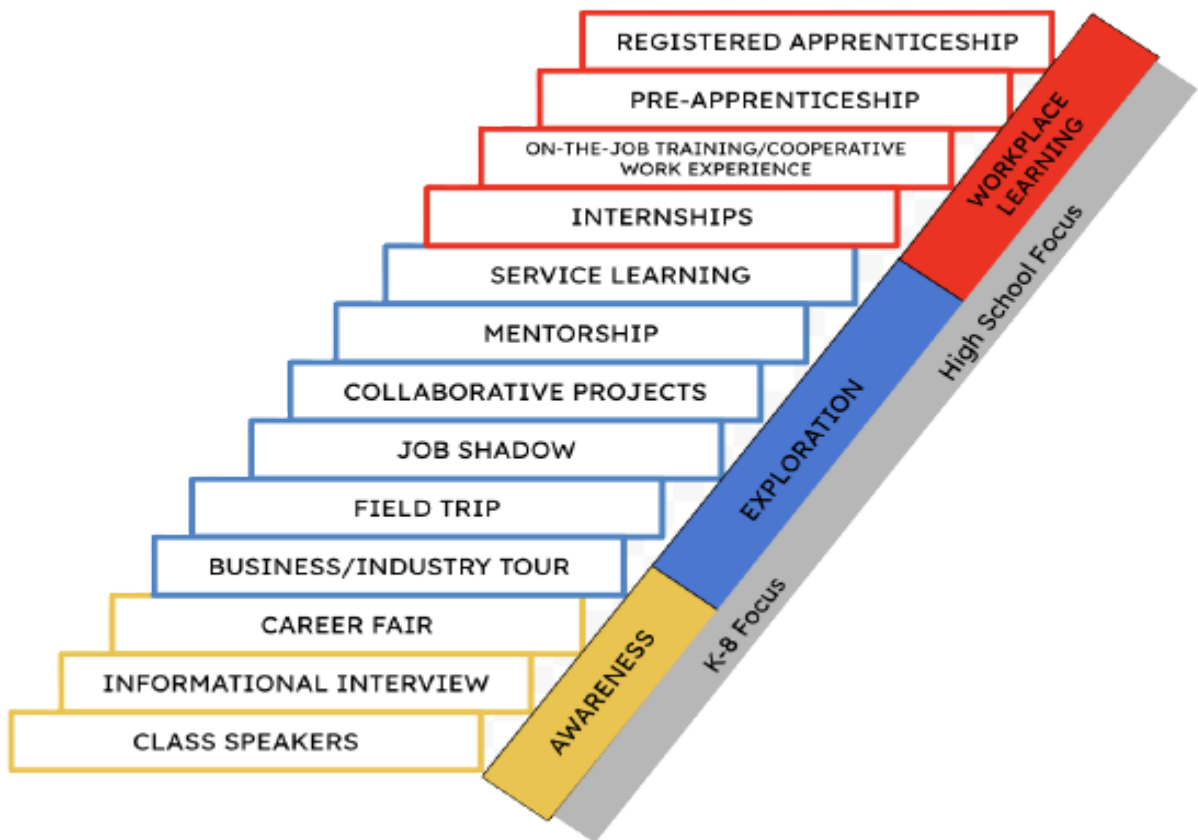 REGISTERED APPRENTICESHIP
PRE-APPRENTICESHIP
ON-THE-JOB TRAINING/COOPERATIVE
WORK EXPERIENCE
INTERNSHIPS
SERVICE LEARNING
MENTORSHIP
COLLABORATIVE PROJECTS
JOB SHADOW
FIELD TRIP
BUSINESS/INDUSTRY TOUR
CAREER FAIR
INFORMATIONAL INTERVIEW
CLASS SPEAKERS
WORKPLACE
LEARNING
EXPLORATION
AWARENESS
High School Focus
K-8 Focus